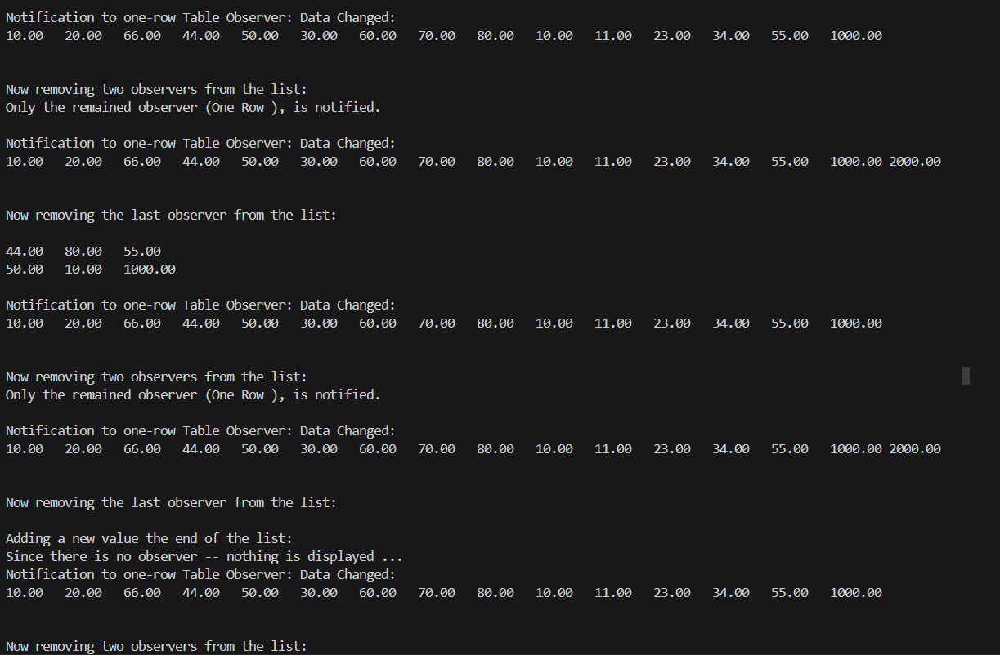 Notification to one-row Table Observer: Data Changed:
10.00   20.00   66.00   44.00   50.00   30.00   60.00   70.00   80.00   10.00   11.00   23.00   34.00   55.00   1000.00
Now removing two observers from the list:
Only the remained observer (One Row ), is notified.
Notification to one-row Table Observer: Data Changed:
10.00   20.00   66.00   44.00   50.00   30.00   60.00   70.00   80.00   10.00   11.00   23.00   34.00   55.00   1000.00 2000.00
Now removing the last observer from the list:
44.00   80.00   55.00
50.00   10.00   1000.00
Notification to one-row Table Observer: Data Changed:
10.00   20.00   66.00   44.00   50.00   30.00   60.00   70.00   80.00   10.00   11.00   23.00   34.00   55.00   1000.00
Now removing two observers from the list:
Only the remained observer (One Row ), is notified.
Notification to one-row Table Observer: Data Changed:
10.00   20.00   66.00   44.00   50.00   30.00   60.00   70.00   80.00   10.00   11.00   23.00   34.00   55.00   1000.00 2000.00
Now removing the last observer from the list:
Adding a new value the end of the list:
Since there is no observer -- nothing is displayed ...
Notification to one-row Table Observer: Data Changed:
10.00   20.00   66.00   44.00   50.00   30.00   60.00   70.00   80.00   10.00   11.00   23.00   34.00   55.00   1000.00
Now removing two observers from the list: